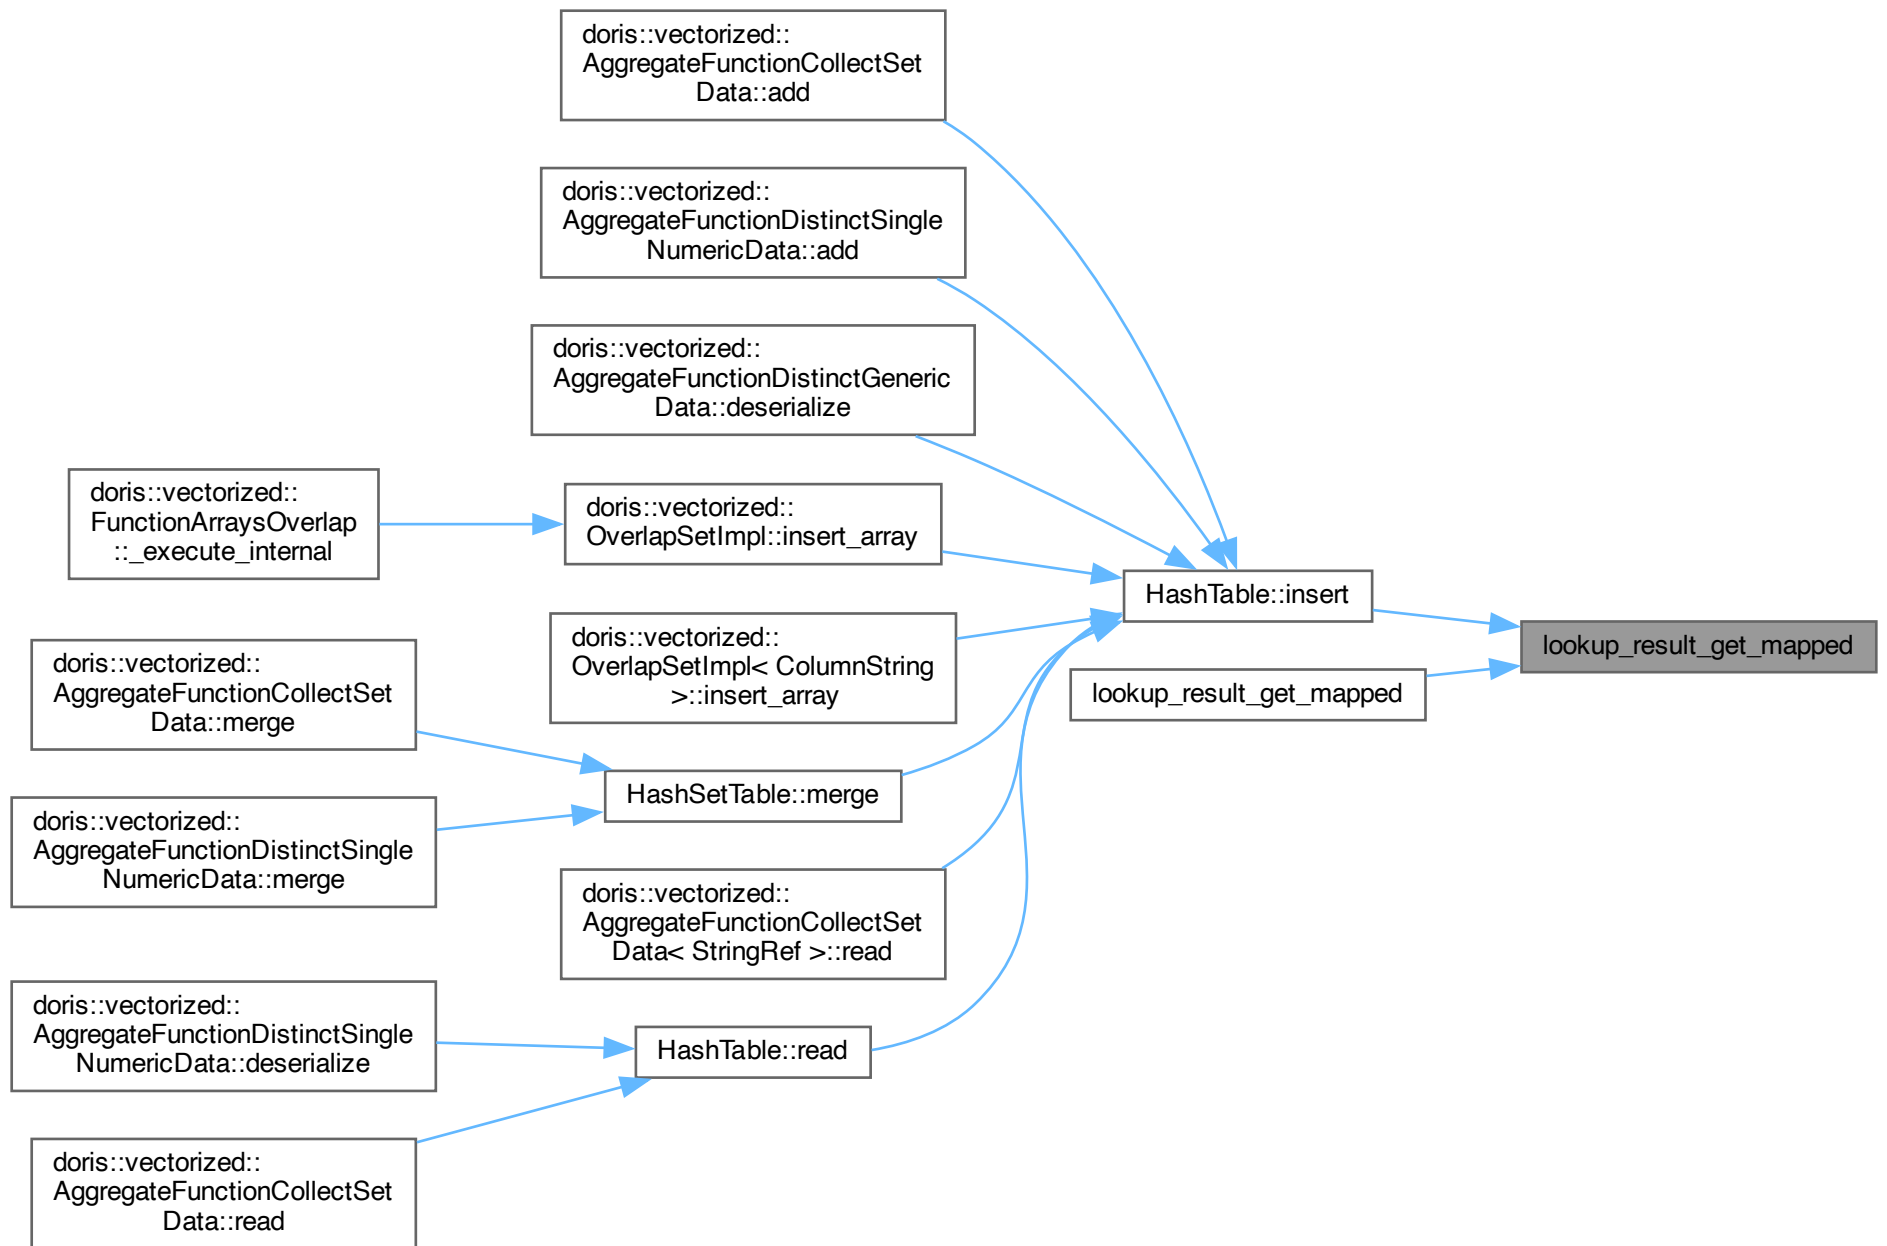 doris::vectorized::
AggregateFunctionCollectSet
Data::add
doris::vectorized::
AggregateFunctionDistinctSingle
NumericData::add
doris::vectorized::
AggregateFunctionDistinctGeneric
Data::deserialize
doris::vectorized::
FunctionArraysOverlap
::_execute_internal
doris::vectorized::
OverlapSetImpl::insert_array
HashTable::insert
lookup_result_get_mapped
doris::vectorized::
OverlapSetImpl< ColumnString
>::insert_array
lookup_result_get_mapped
doris::vectorized::
AggregateFunctionCollectSet
Data::merge
HashSetTable::merge
doris::vectorized::
AggregateFunctionDistinctSingle
NumericData::merge
doris::vectorized::
AggregateFunctionCollectSet
Data< StringRef >::read
doris::vectorized::
AggregateFunctionDistinctSingle
NumericData::deserialize
HashTable::read
doris::vectorized::
AggregateFunctionCollectSet
Data::read